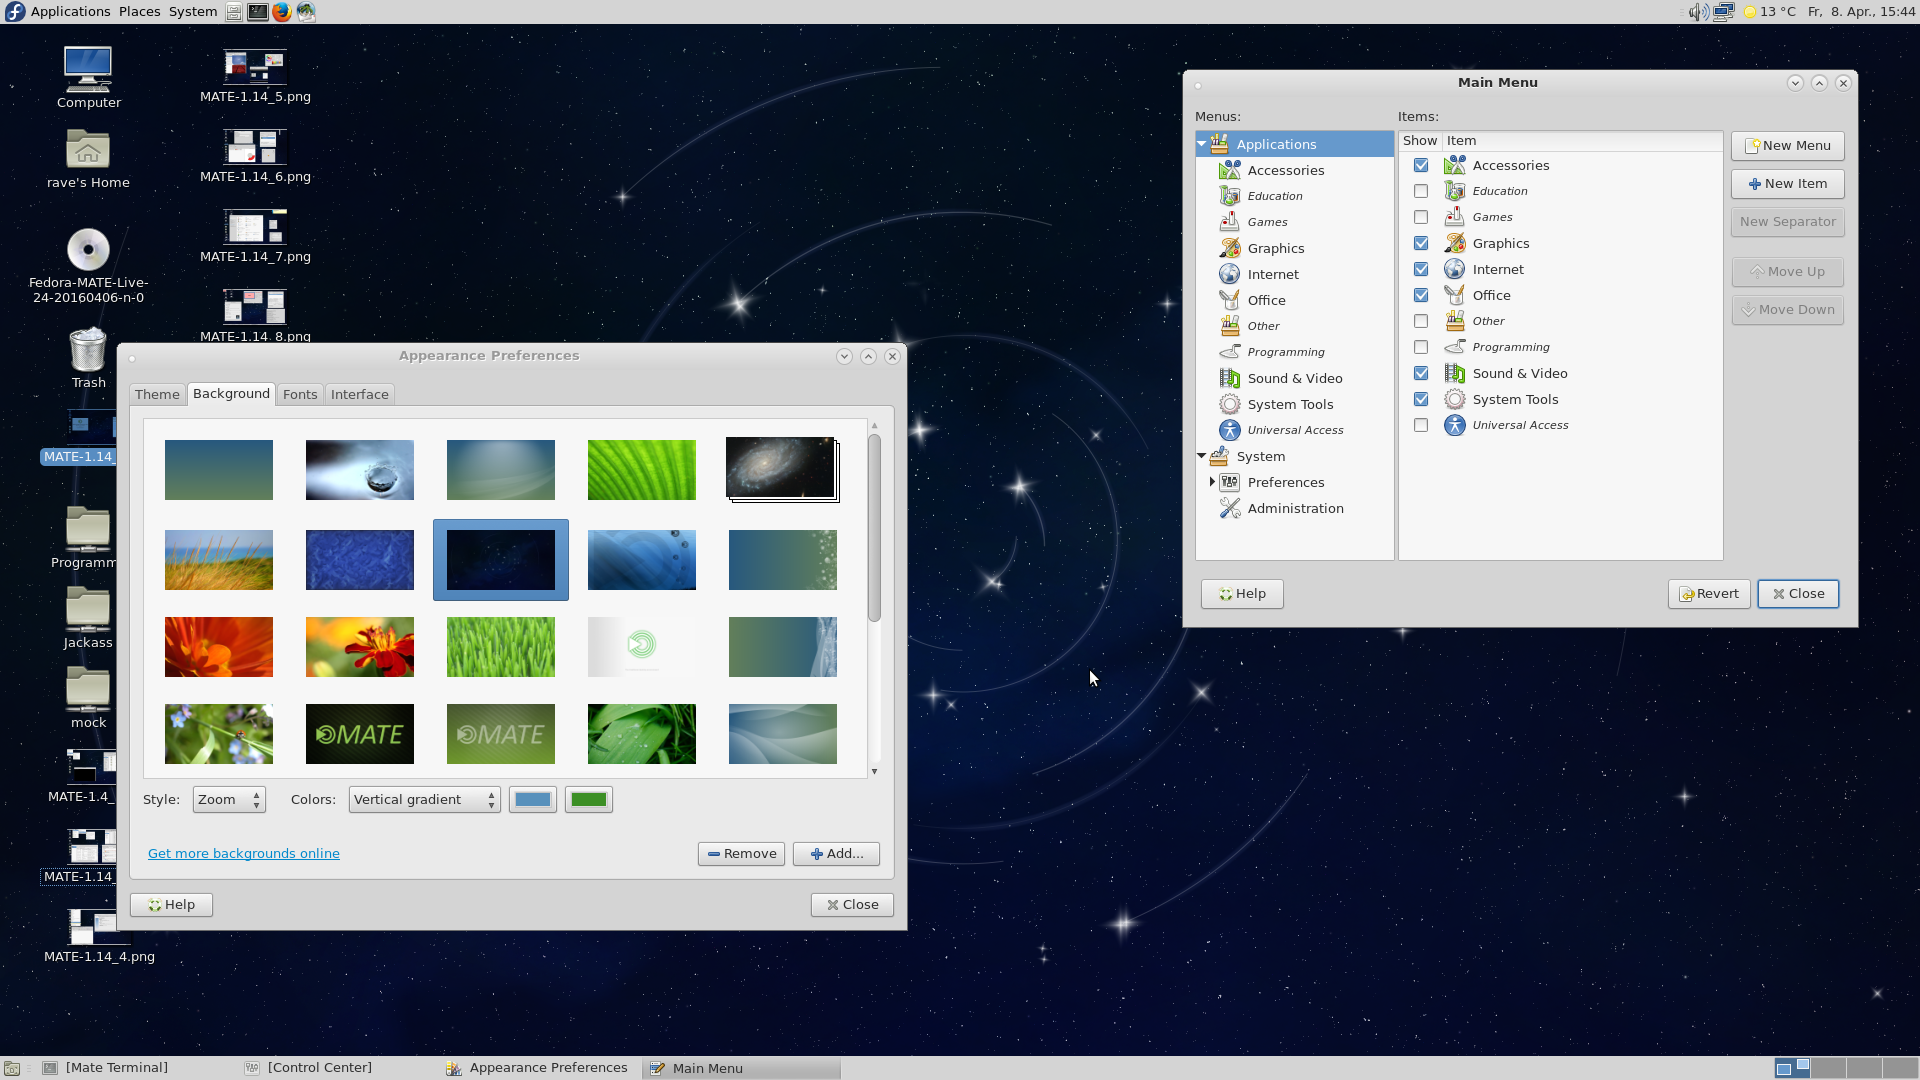 Applications Places System
13 °C Fr, 8. Apr., 15:44
Computer
rave's Home
Fedora-MATE-Live-
24-20160406-n-0
Trash
MATE-1.14_
Programm
Jackass
mock
MATE-1.4_
MATE-1.14_
MATE-1.14_4.png
MATE-1.14_5.png
MATE-1.14_6.png
MATE-1.14_7.png
MATE-1.14_8.png
Appearance Preferences
Theme Background Fonts Interface
MATE
MATE
Style: Zoom Colors: Vertical gradient
Get more backgrounds online
Remove Add...
Help Close
Main Menu
Menus:
Applications
Accessories
Education
Games
Graphics
Internet
Office
Other
Programming
Sound & Video
System Tools
Universal Access
System
Preferences
Administration
Items:
Show Item
Accessories
Education
Games
Graphics
Internet
Office
Other
Programming
Sound & Video
System Tools
Universal Access
New Menu
New Item
New Separator
Move Up
Move Down
Help Revert Close
[Mate Terminal] [Control Center] Appearance Preferences Main Menu